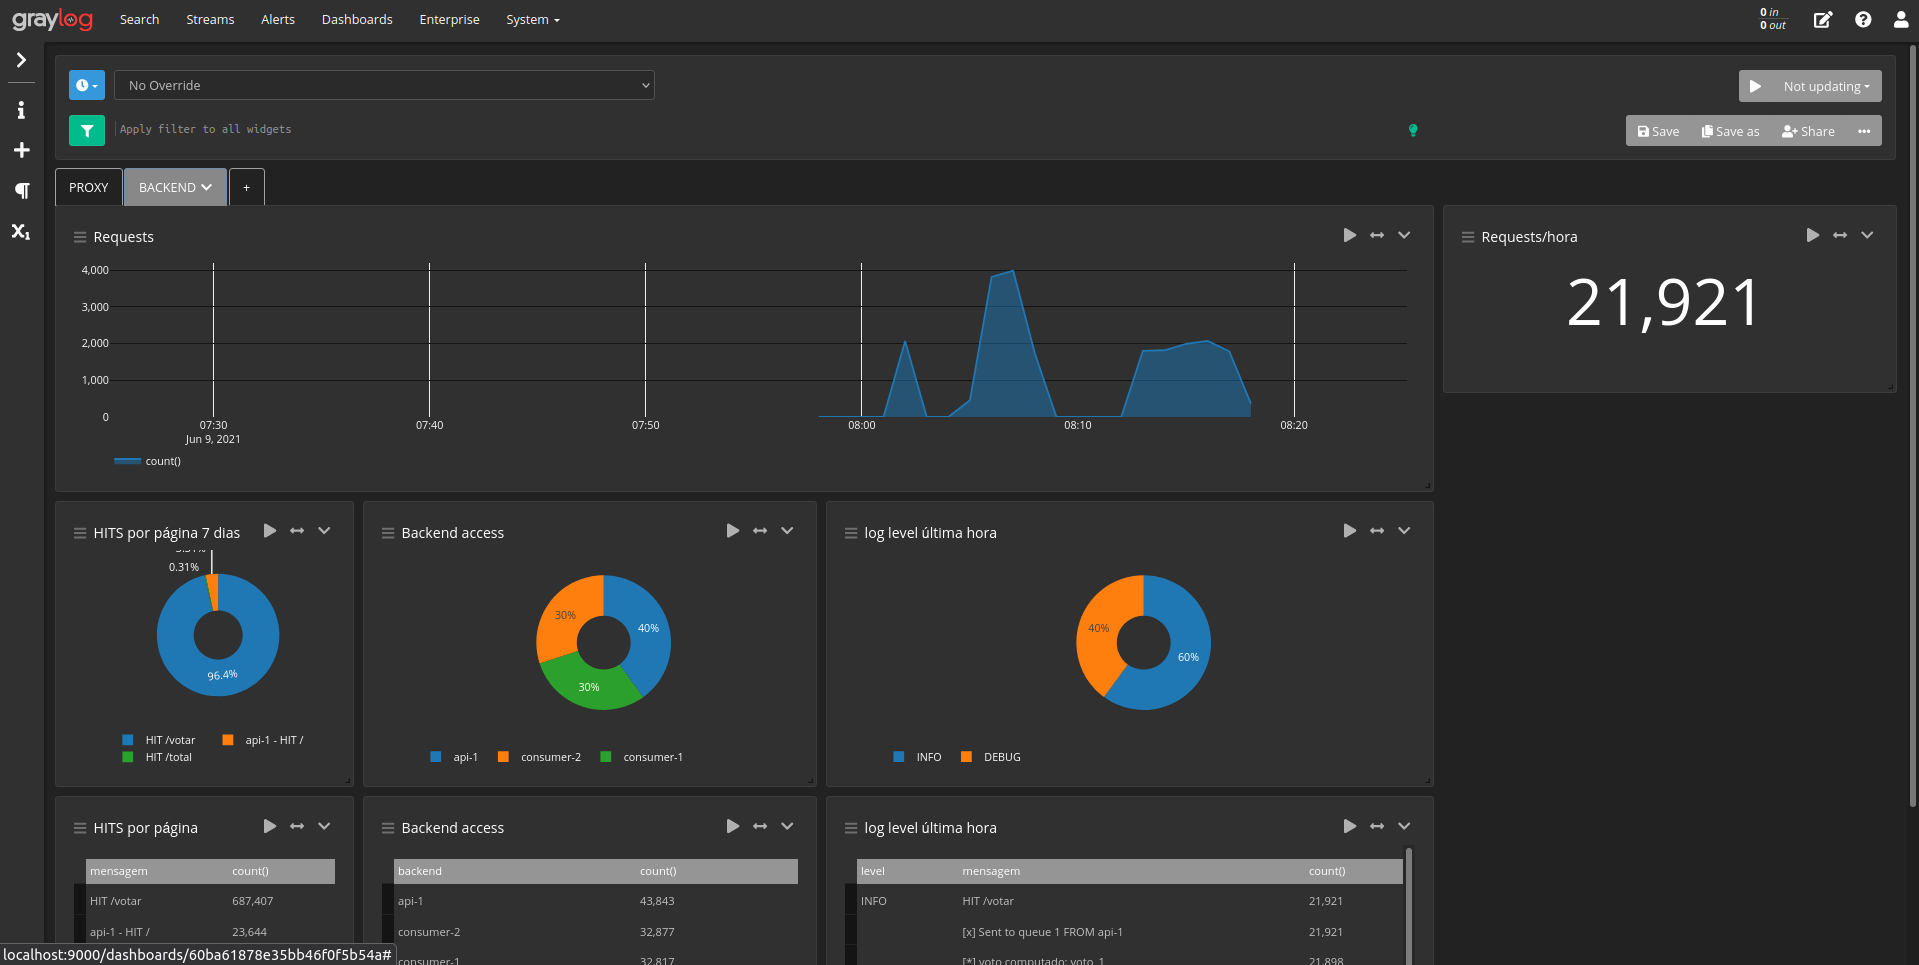 graylog Search Streams Alerts Dashboards Enterprise System 0 in
0 out
No Override Not updating
Apply filter to all widgets Save Save as Share
PROXY BACKEND +
Requests
4,000
3,000
2,000
1,000
0
07:30 07:40 07:50 08:00 08:10 08:20
Jun 9, 2021
count()
Requests/hora
21,921
HITS por página 7 dias
0.31%
96.4%
HIT /votar api-1 - HIT /
HIT /total
Backend access
30% 40%
30%
api-1 consumer-2 consumer-1
log level última hora
40% 60%
INFO DEBUG
HITS por página
mensagem count()
HIT /votar 687,407
api-1 - HIT / 23,644
Backend access
backend count()
api-1 43,843
consumer-2 32,877
consumer-1 32,817
log level última hora
level mensagem count()
INFO HIT /votar 21,921
[x] Sent to queue 1 FROM api-1 21,921
[*] voto computado: voto 1 21,898
localhost:9000/dashboards/60ba61878e35bb46f0f5b54a#